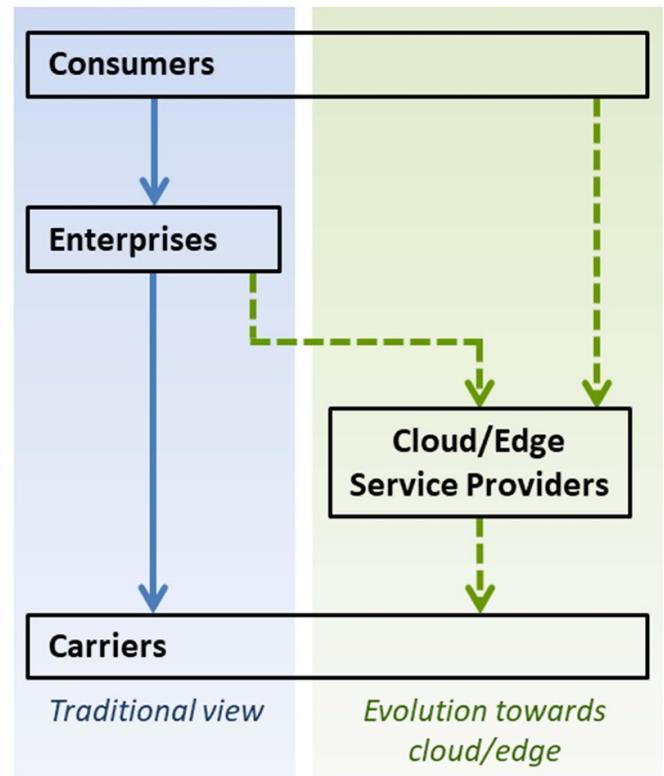 Consumers
Enterprises
Cloud/Edge
Service Providers
Carriers
Traditional view
Evolution towards
cloud/edge